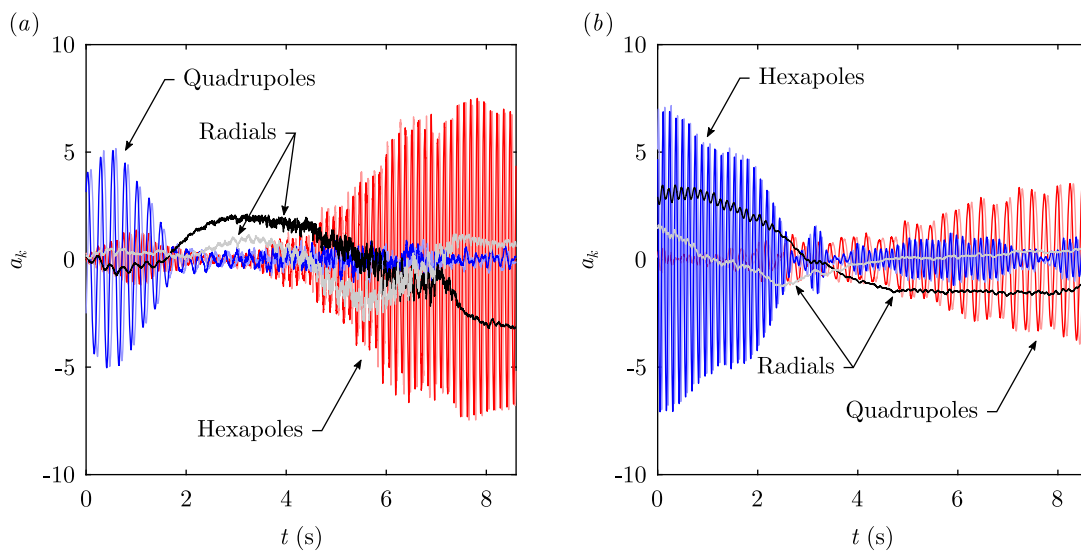 (a)
10
5
0
-5
-10
a_k
Quadrupoles
Radials
Hexapoles
0 2 4 6 8
t (s)
(b)
10
5
0
-5
-10
a_k
Hexapoles
Radials
Quadrupoles
0 2 4 6 8
t (s)